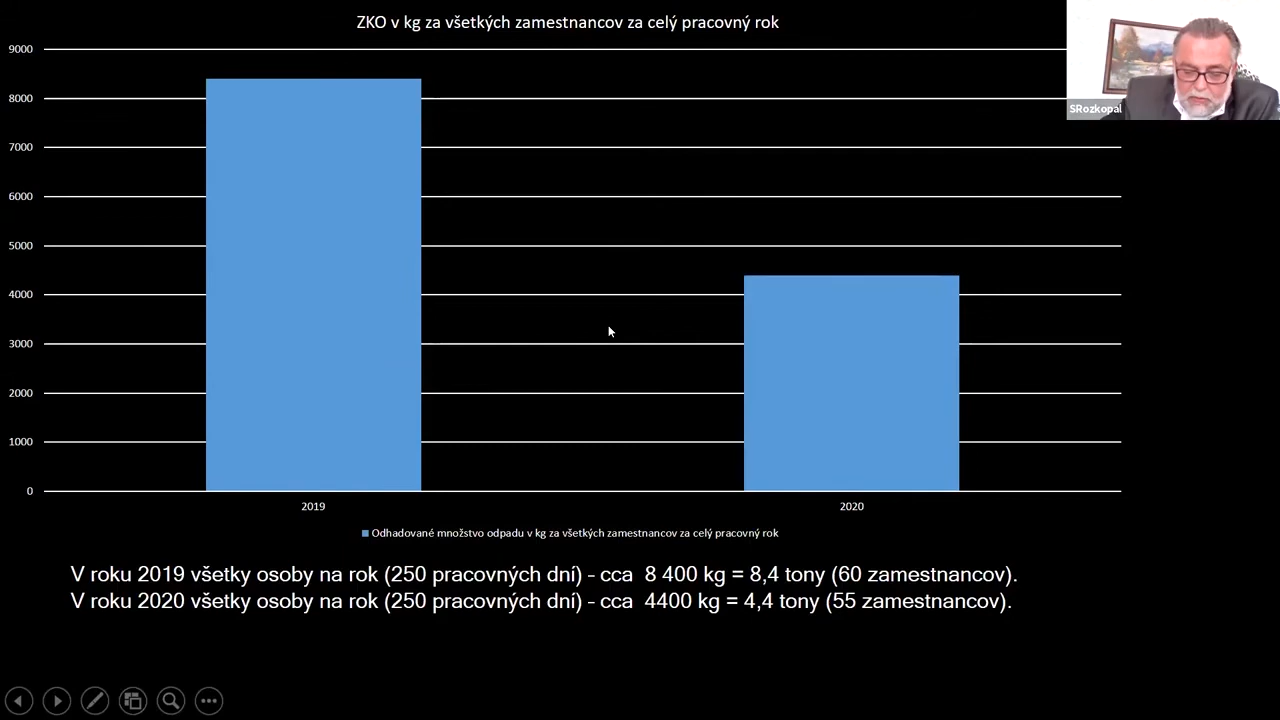 ZKO v kg za všetkých zamestnancov za celý pracovný rok
SRozkopal
9000
8000
7000
6000
5000
4000
3000
2000
1000
0
2019
2020
Odhadované množstvo odpadu v kg za všetkých zamestnancov za celý pracovný rok
V roku 2019 všetky osoby na rok (250 pracovných dní) - cca 8 400 kg = 8,4 tony (60 zamestnancov).
V roku 2020 všetky osoby na rok (250 pracovných dní) - cca 4400 kg = 4,4 tony (55 zamestnancov).